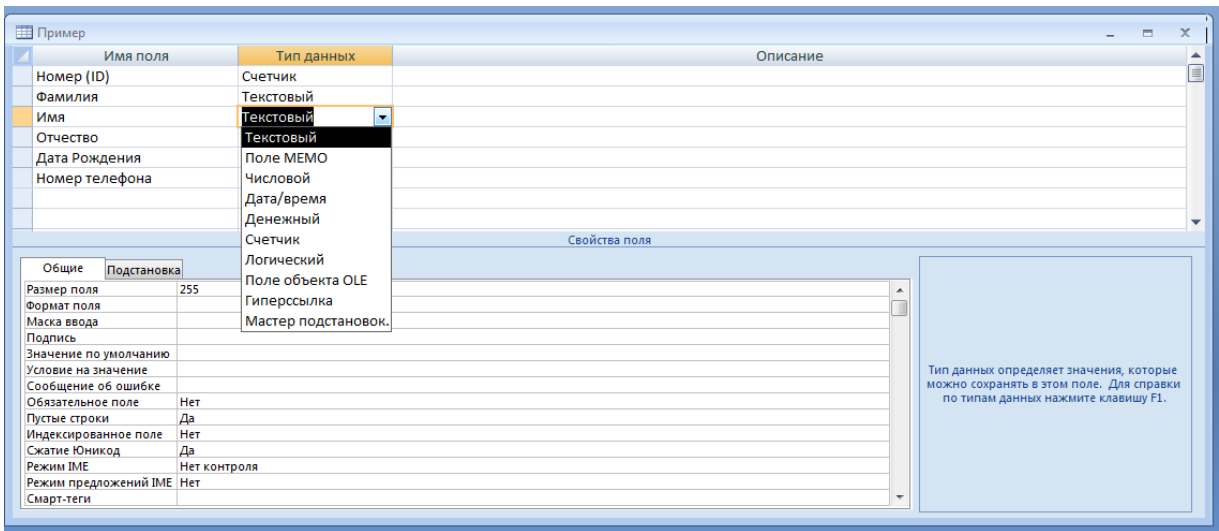 Пример
Имя поля Тип данных Описание
Номер (ID) Счетчик
Фамилия Текстовый
Имя Текстовый
Отчество Текстовый
Дата Рождения Поле МЕМО
Номер телефона Числовой
Дата/время
Денежный
Счетчик
Логический
Поле объекта OLE
Гиперссылка
Мастер подстановок.
Свойства поля
Общие Подстановка
Размер поля 255
Формат поля
Маска ввода
Подпись
Значение по умолчанию
Условие на значение
Сообщение об ошибке
Обязательное поле Нет
Пустые строки Да
Индексированное поле Нет
Сжатие Юникод Да
Режим IME Нет контроля
Режим предложений IME Нет
Смарт-теги
Тип данных определяет значения, которые
можно сохранять в этом поле. Для справки
по типам данных нажмите клавишу F1.